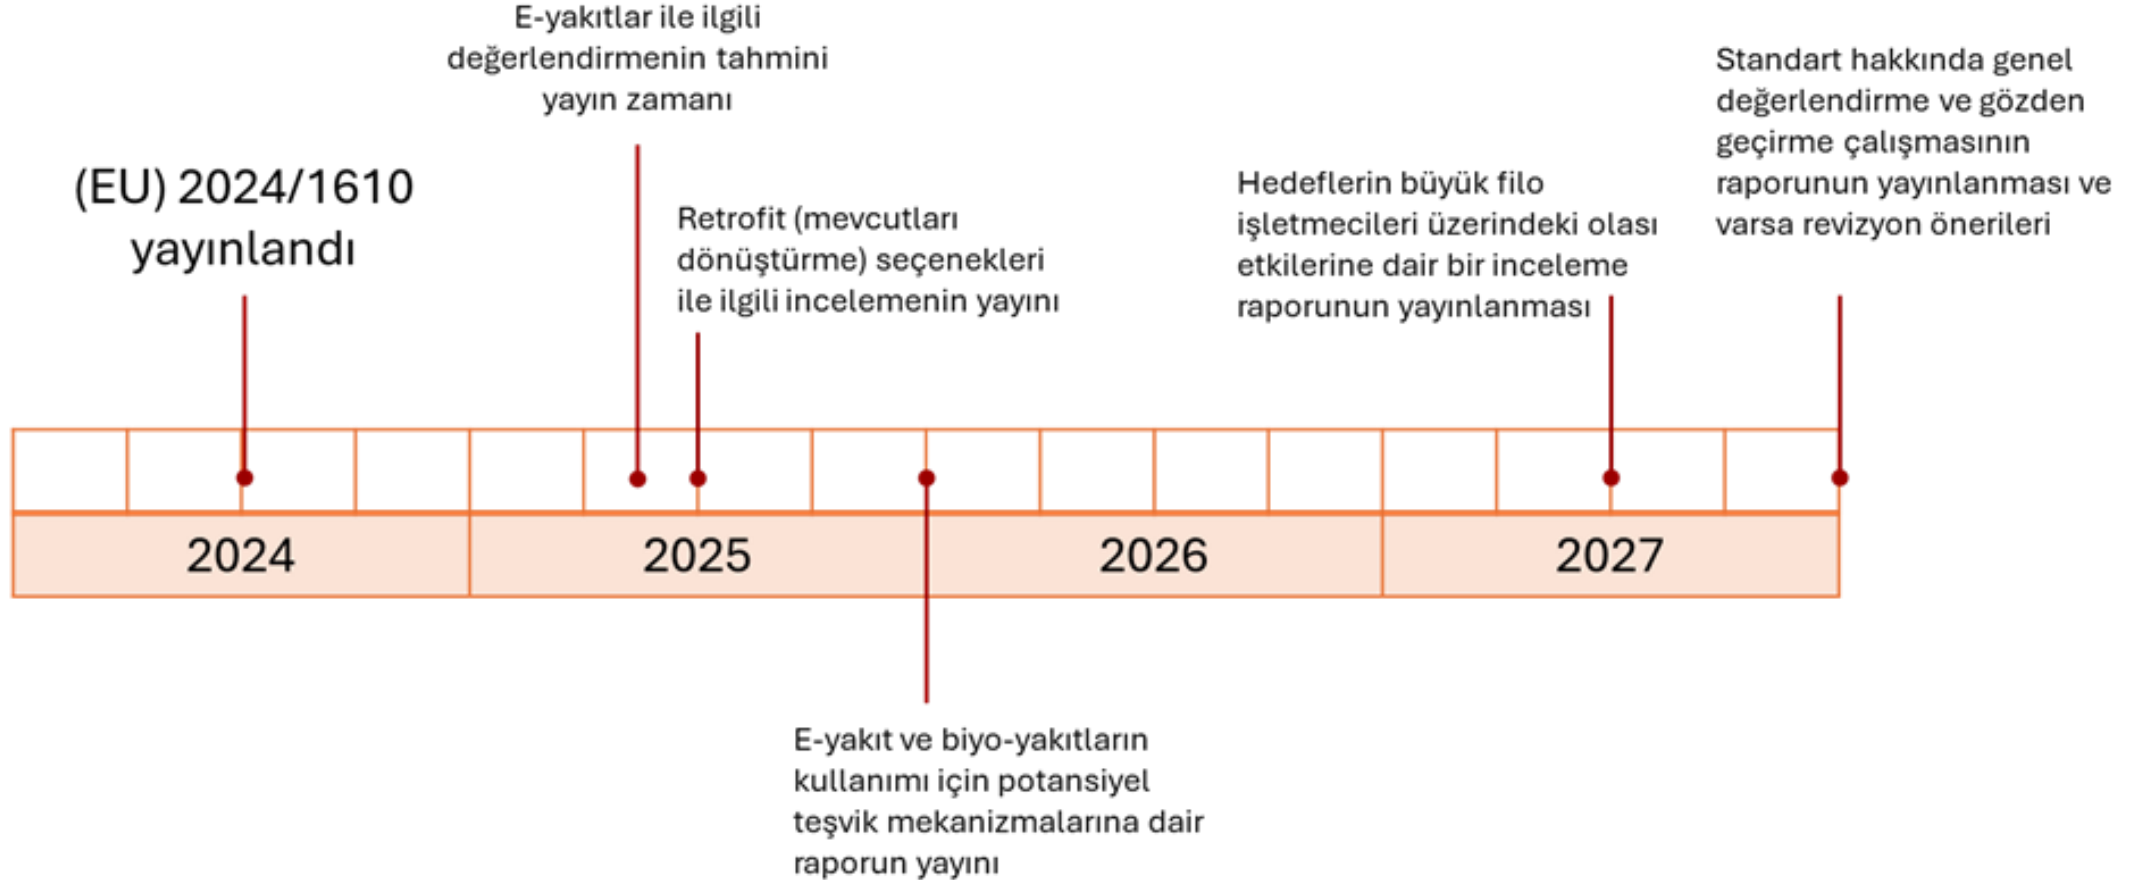 E-yakıtlar ile ilgili
değerlendirmenin tahmini
yayın zamanı
Standart hakkında genel
değerlendirme ve gözden
geçirme çalışmasının
raporunun yayınlanması ve
varsa revizyon önerileri
(EU) 2024/1610
yayınlandı
Retrofit (mevcutları
dönüştürme) seçenekleri
ile ilgili incelemenin yayını
Hedeflerin büyük filo
işletmecileri üzerindeki olası
etkilerine dair bir inceleme
raporunun yayınlanması
2024
2025
2026
2027
E-yakıt ve biyo-yakıtların
kullanımı için potansiyel
teşvik mekanizmalarına dair
raporun yayını